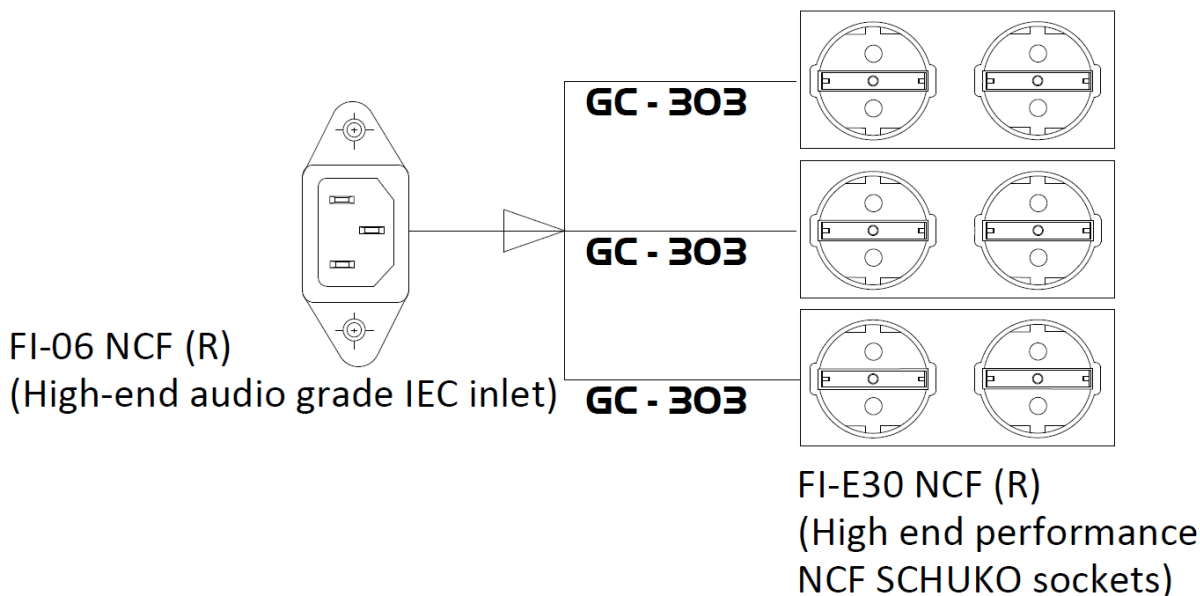 GC - 303
GC - 303
FI-06 NCF (R)
(High-end audio grade IEC inlet)
GC - 303
FI-E30 NCF (R)
(High end performance
NCF SCHUKO sockets)